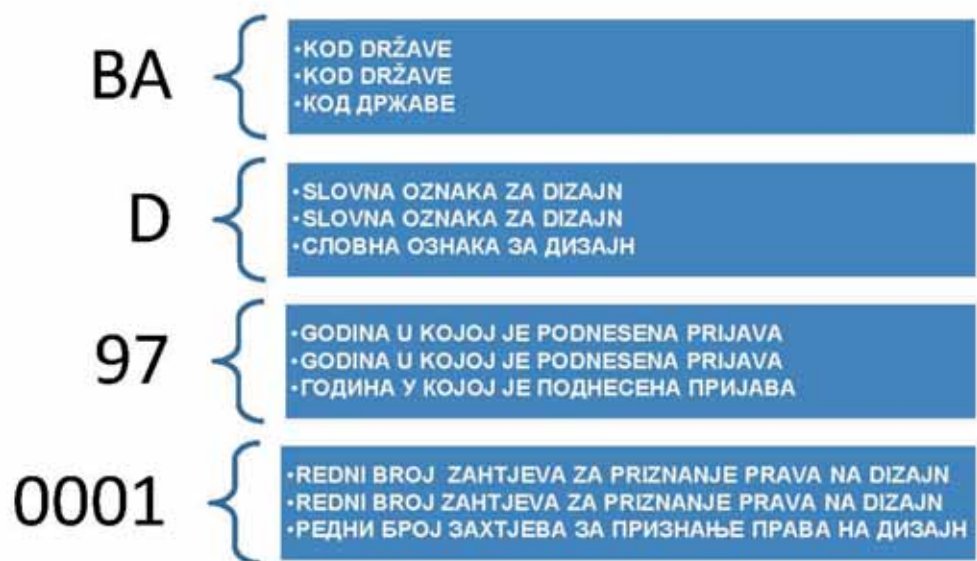 BA
•KOD DRŽAVE
•KOD DRŽAVE
•КОД ДРЖАВЕ
D
•SLOVNA OZNAKA ZA DIZAJN
•SLOVNA OZNAKA ZA DIZAJN
•СЛОВНА ОЗНАКА ЗА ДИЗАЈН
97
•GODINA U KOJOJ JE PODNESENA PRIJAVA
•GODINA U KOJOJ JE PODNESENA PRIJAVA
•ГОДИНА У КОЈОЈ ЈЕ ПОДНЕСЕНА ПРИЈАВА
0001
•REDNI BROJ ZAHTJEVA ZA PRIZNANJE PRAVA NA DIZAJN
•REDNI BROJ ZAHTJEVA ZA PRIZNANJE PRAVA NA DIZAJN
•РЕДНИ БРОЈ ЗАХТЈЕВА ЗА ПРИЗНАЊЕ ПРАВА НА ДИЗАЈН